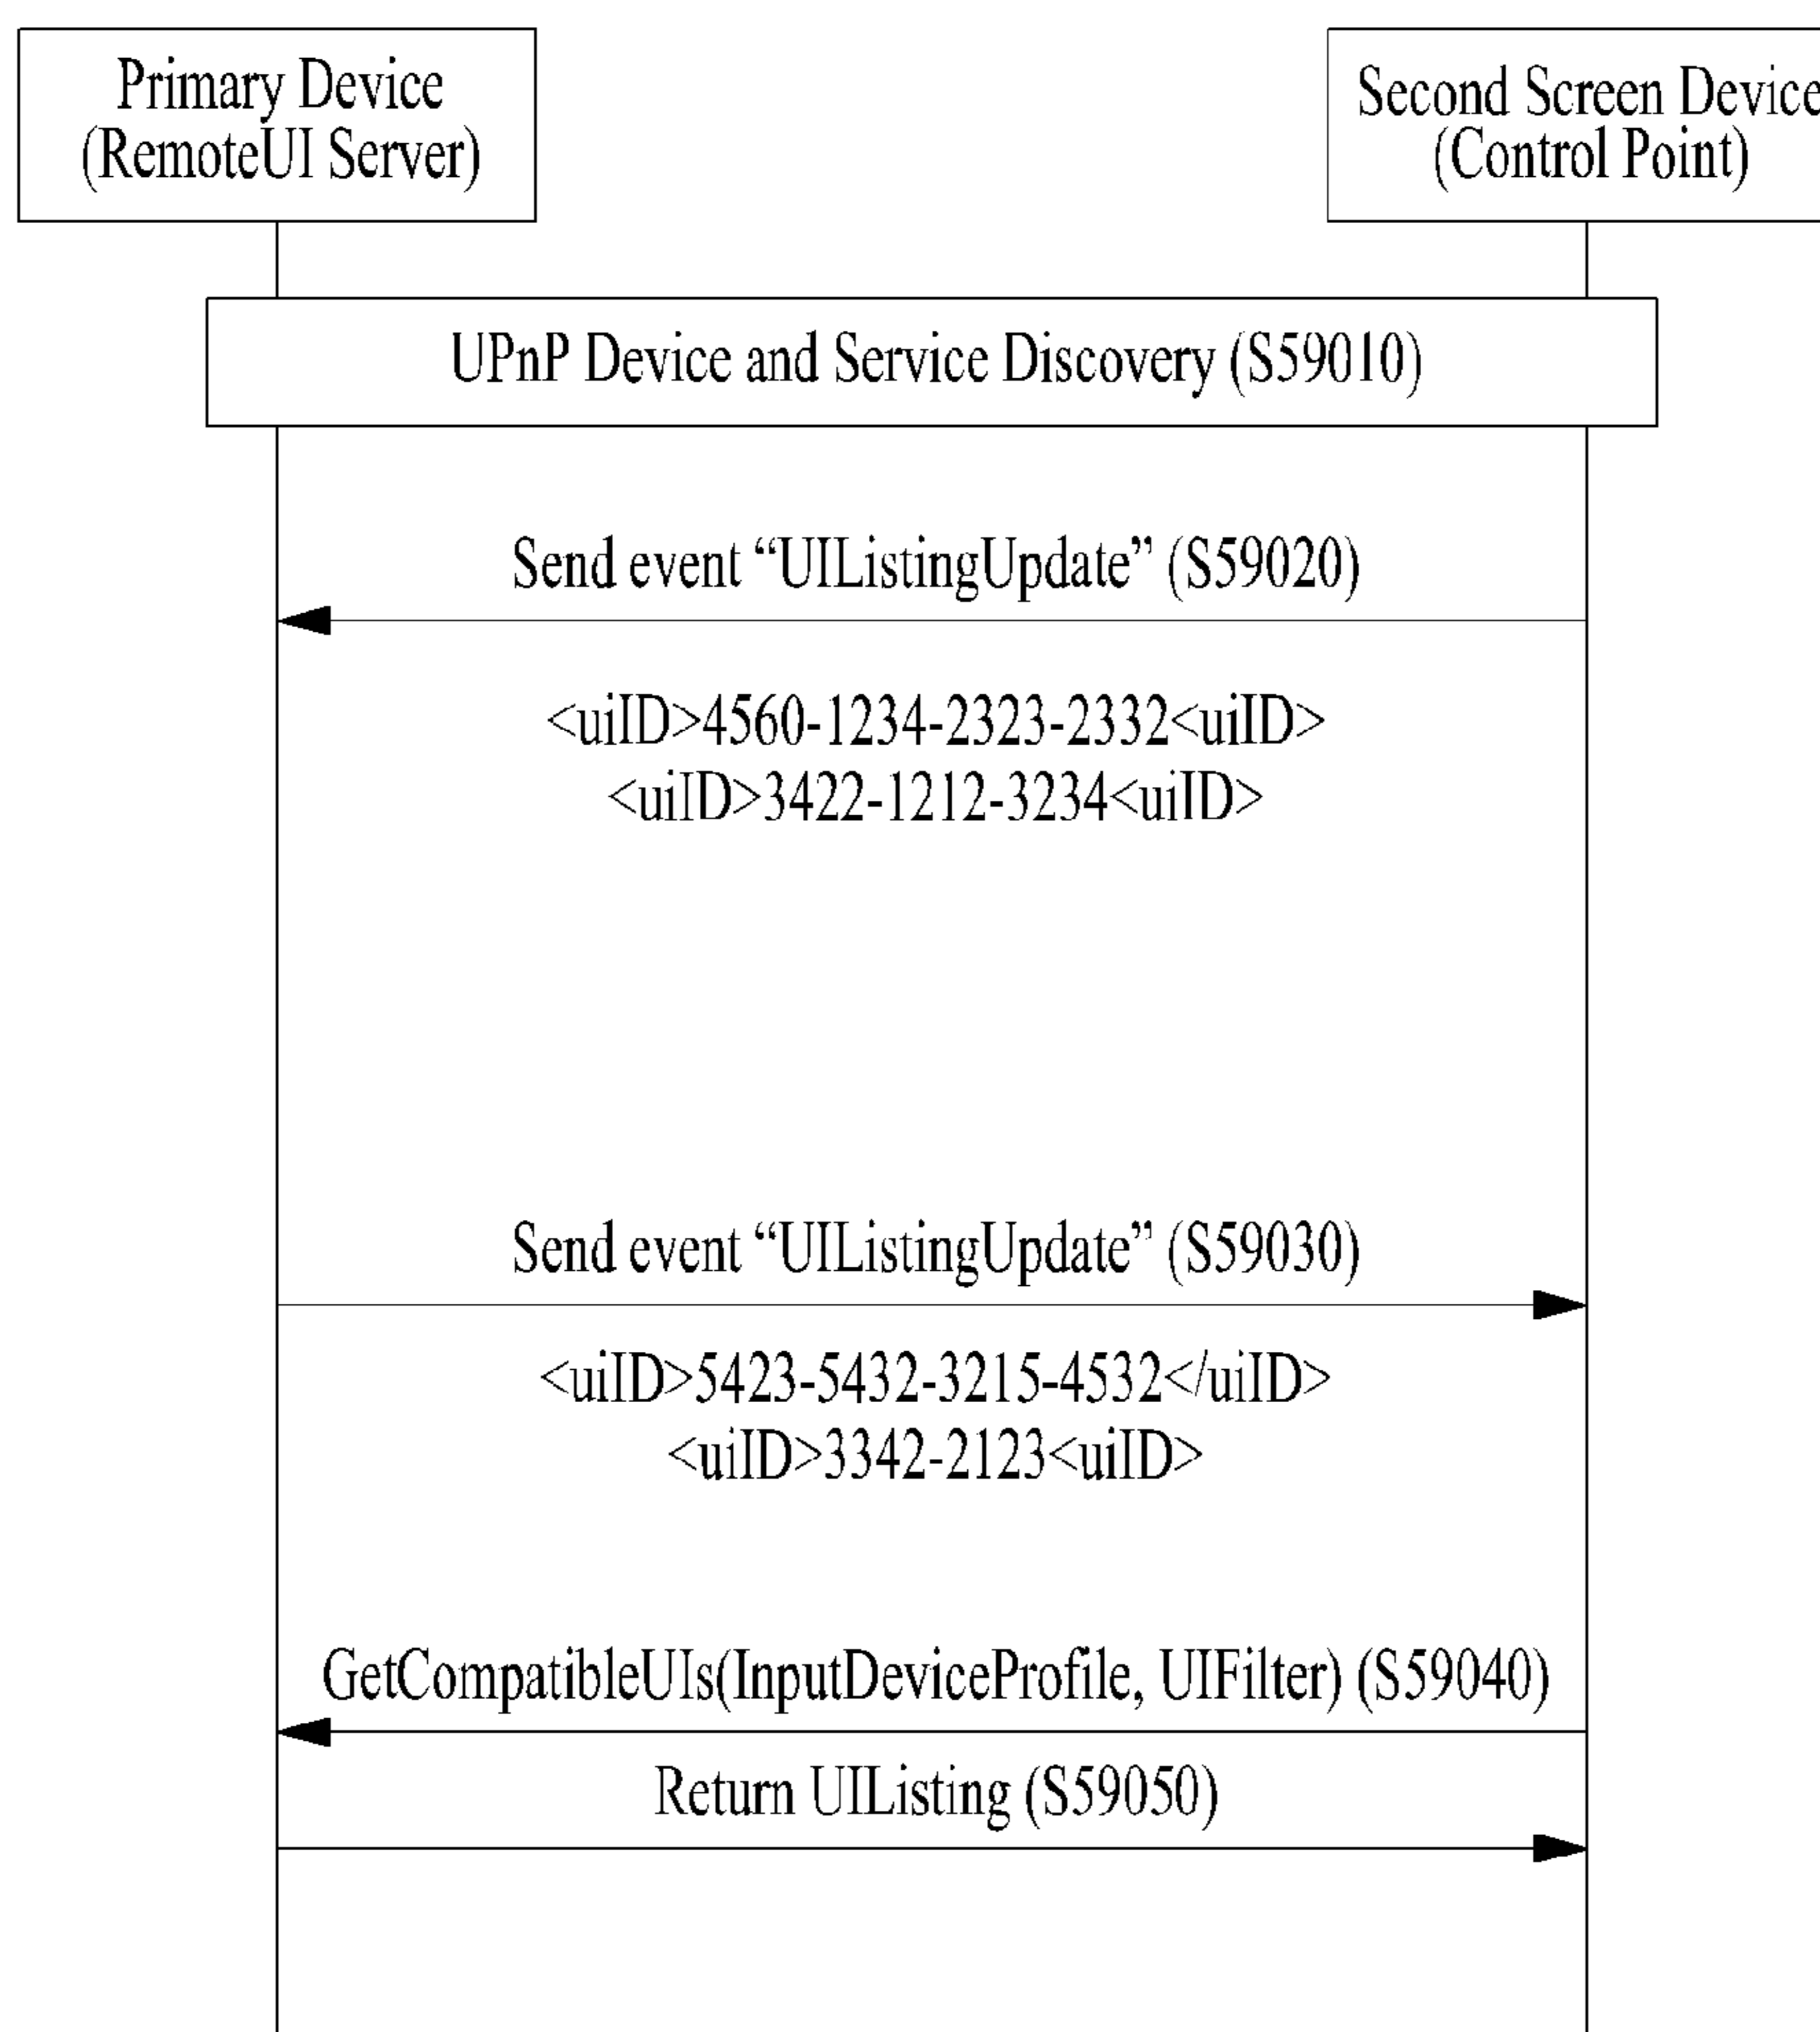 Primary Device
(RemoteUI Server)
Second Screen Device
(Control Point)
UPnP Device and Service Discovery (S59010)
Send event “UIListingUpdate” (S59020)
<uiID>4560-1234-2323-2332<uiID>
<uiID>3422-1212-3234<uiID>
Send event “UIListingUpdate” (S59030)
<uiID>5423-5432-3215-4532</uiID>
<uiID>3342-2123<uiID>
GetCompatibleUIs(InputDeviceProfile, UIFilter) (S59040)
Return UIListing (S59050)